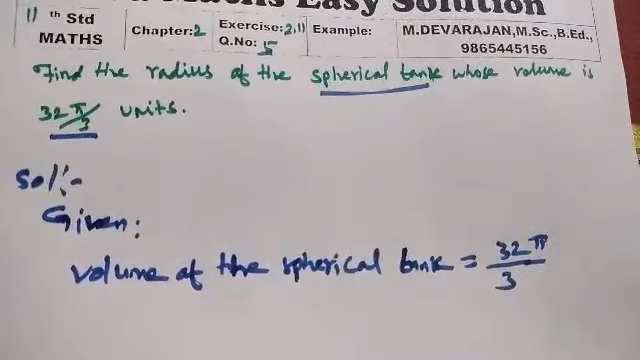 Maths Easy Solution
11 th Std
MATHS
Chapter:2
Exercise:2.11
Q.No: 5
Example:
M.DEVARAJAN,M.Sc.,B.Ed.,
9865445156
Find the radius of the spherical tank whose volume is
32π/3 units.
Sol:-
Given:
Volume of the spherical tank = 32π/3